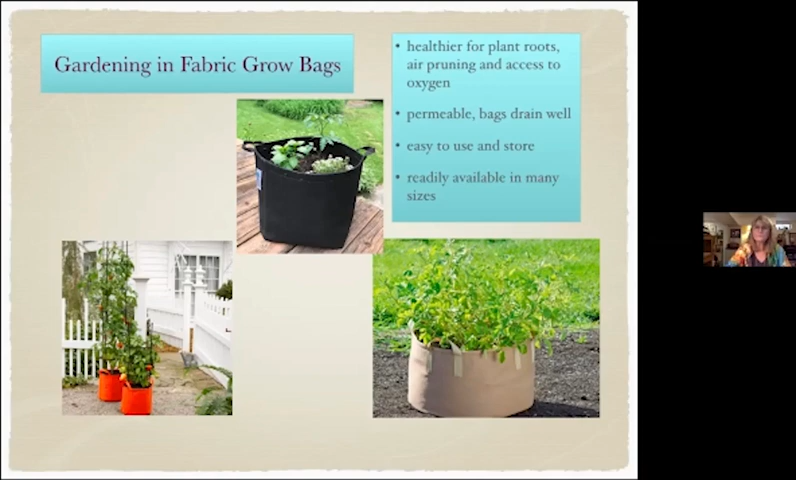 Gardening in Fabric Grow Bags
• healthier for plant roots,
air pruning and access to
oxygen
• permeable, bags drain well
• easy to use and store
• readily available in many
sizes